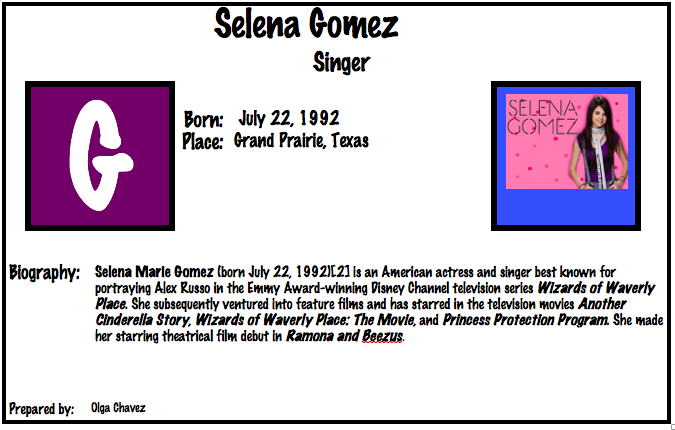 Selena Gomez
Singer
G
Born: July 22, 1992
Place: Grand Prairie, Texas
SELENA
GOMEZ
Biography: Selena Marie Gomez (born July 22, 1992)[2] is an American actress and singer best known for
portraying Alex Russo in the Emmy Award-winning Disney Channel television series Wizards of Waverly
Place. She subsequently ventured into feature films and has starred in the television movies Another
Cinderella Story, Wizards of Waverly Place: The Movie, and Princess Protection Program. She made
her starring theatrical film debut in Ramona and Beezus.
Prepared by: Olga Chavez